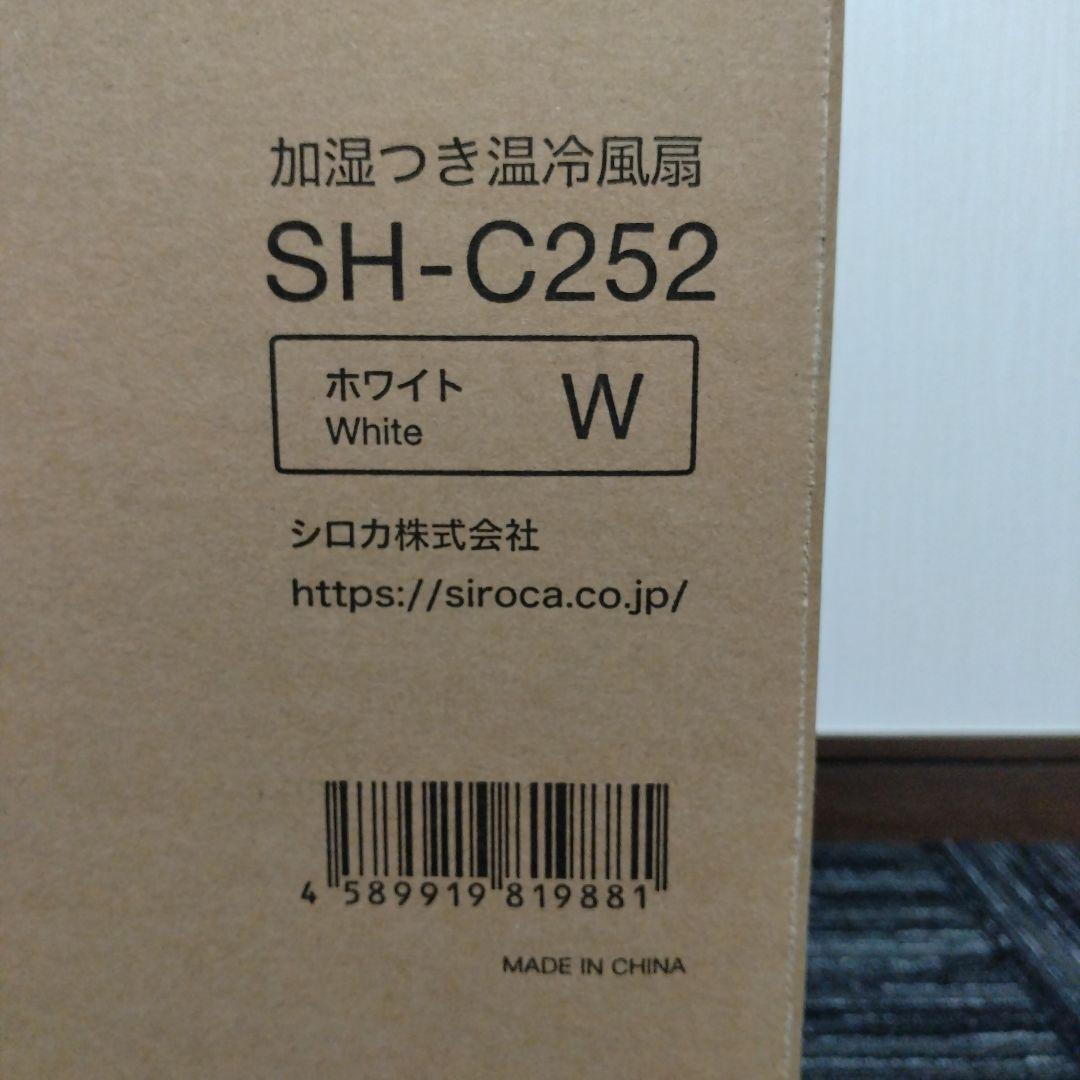 加湿つき温冷風扇
SH-C252
ホワイト
White
W
シロカ株式会社
https://siroca.co.jp/
4 589919 819881
MADE IN CHINA